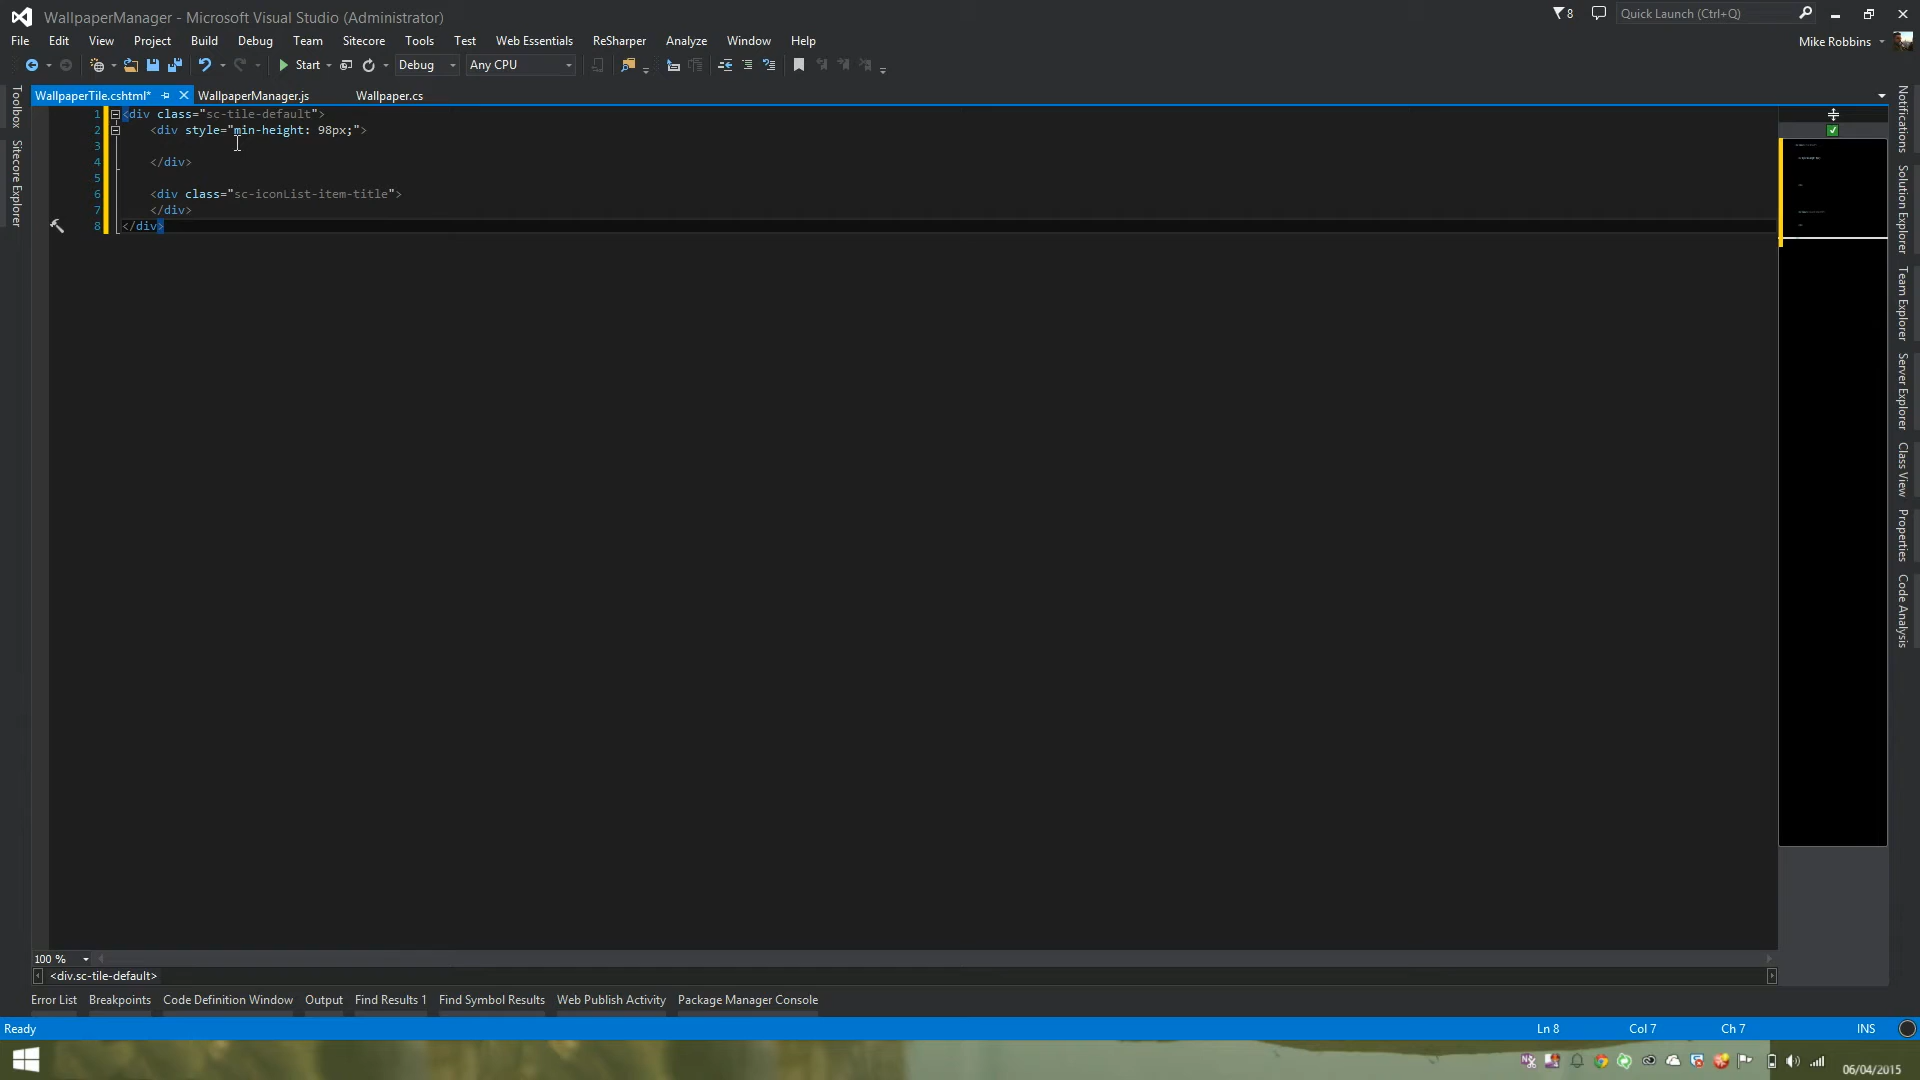 WallpaperManager - Microsoft Visual Studio (Administrator)
8
Quick Launch (Ctrl+Q)
File Edit View Project Build Debug Team Sitecore Tools Test Web Essentials ReSharper Analyze Window Help
Mike Robbins
Start Debug Any CPU
WallpaperTile.cshtml* WallpaperManager.js Wallpaper.cs
Toolbox
Sitecore Explorer
1 <div class="sc-tile-default">
2 <div style="min-height: 98px;">
3
4 </div>
5
6 <div class="sc-iconList-item-title">
7 </div>
8 </div>
Notifications
Solution Explorer
Team Explorer
Server Explorer
Class View
Properties
Code Analysis
100 %
<div.sc-tile-default>
Error List Breakpoints Code Definition Window Output Find Results 1 Find Symbol Results Web Publish Activity Package Manager Console
Ready Ln 8 Col 7 Ch 7 INS
06/04/2015